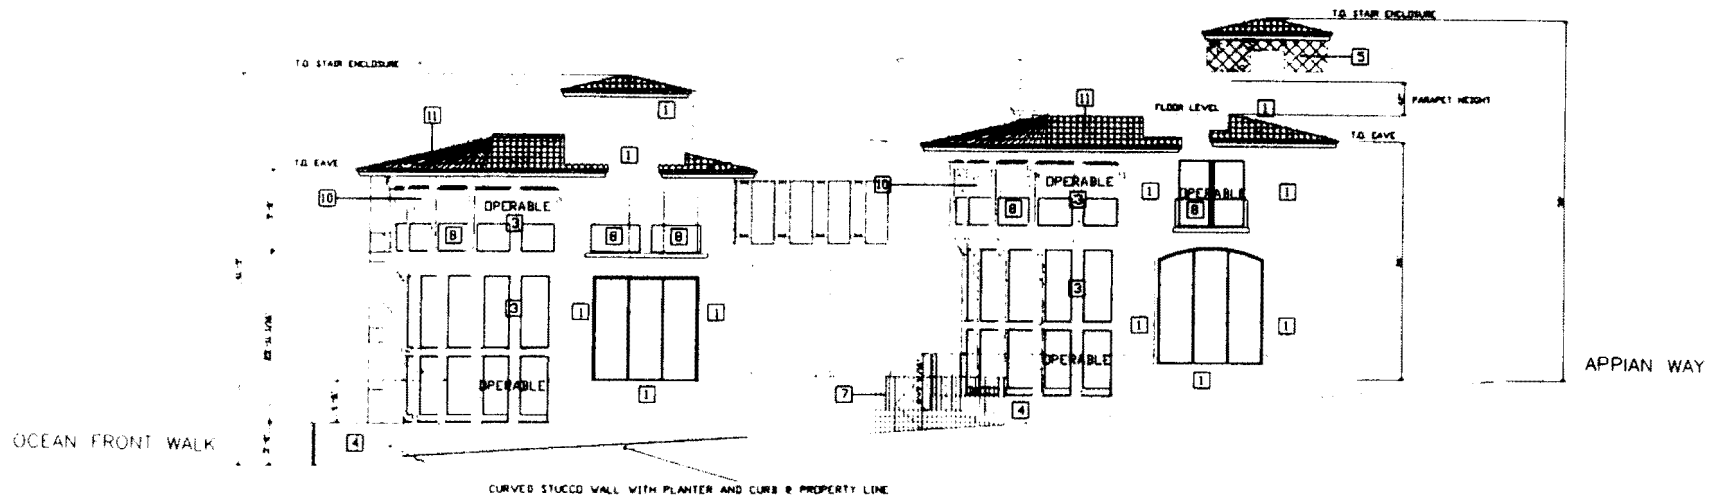 T.O. STAIR ENCLOSURE
5
T.O. STAIR ENCLOSURE
1
11
11
PARAPET HEIGHT
FLOOR LEVEL
1
T.O. EAVE
1
T.O. EAVE
10
OPERABLE
3
8
8
8
10
OPERABLE
3
8
1
OPERABLE
8
1
3
1
1
3
1
1
OPERABLE
1
OPERABLE
1
7
4
APPIAN WAY
OCEAN FRONT WALK
4
CURVED STUCCO WALL WITH PLANTER AND CURB @ PROPERTY LINE